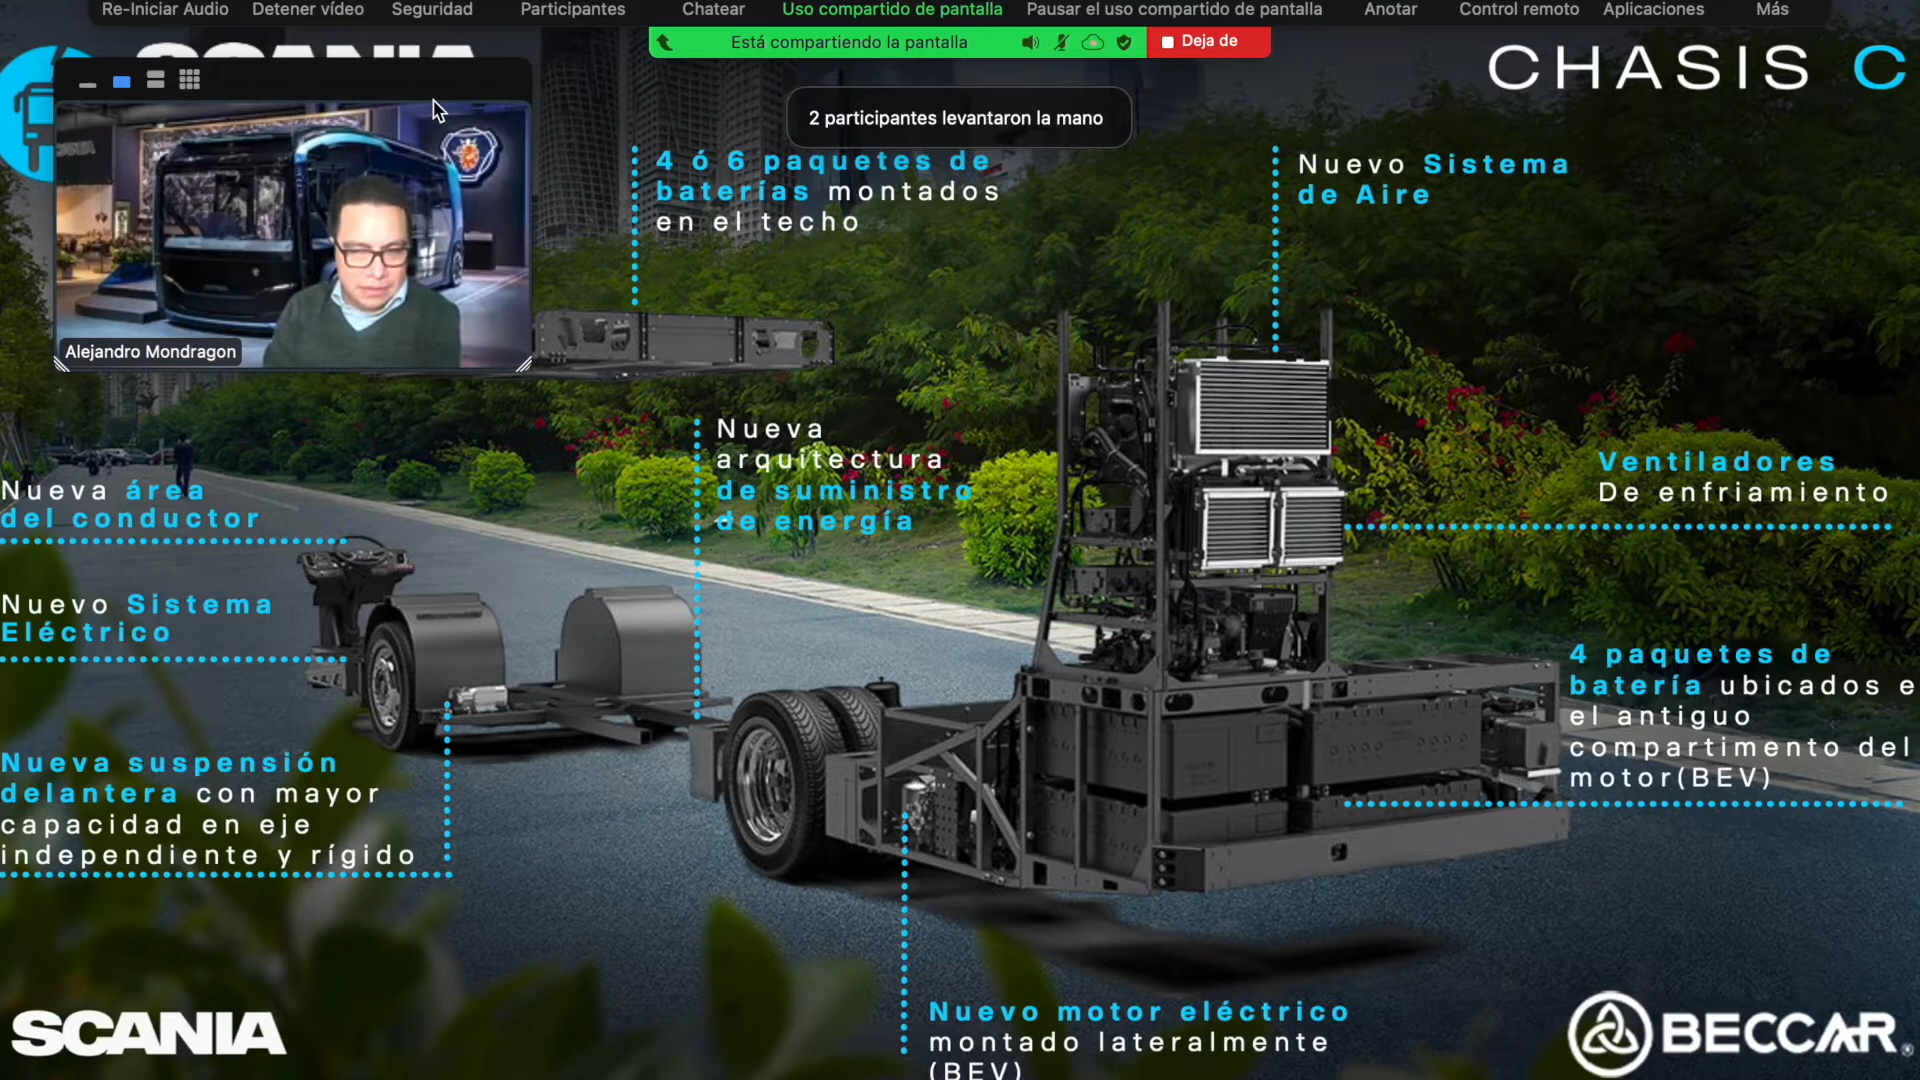 Re-Iniciar Audio
Detener vídeo
Seguridad
Participantes
Chatear
Uso compartido de pantalla
Pausar el uso compartido de pantalla
Anotar
Control remoto
Aplicaciones
Más
Está compartiendo la pantalla
Deja de
SCANIA
CHASIS C
2 participantes levantaron la mano
4 ó 6 paquetes de
baterías montados
en el techo
Nuevo Sistema
de Aire
Alejandro Mondragon
Nueva
arquitectura
de suministro
de energía
Ventiladores
De enfriamiento
Nueva área
del conductor
Nuevo Sistema
Eléctrico
4 paquetes de
batería ubicados e
el antiguo
compartimento del
motor(BEV)
Nueva suspensión
delantera con mayor
capacidad en eje
independiente y rígido
Nuevo motor eléctrico
montado lateralmente
(BEV)
SCANIA
BECCAR